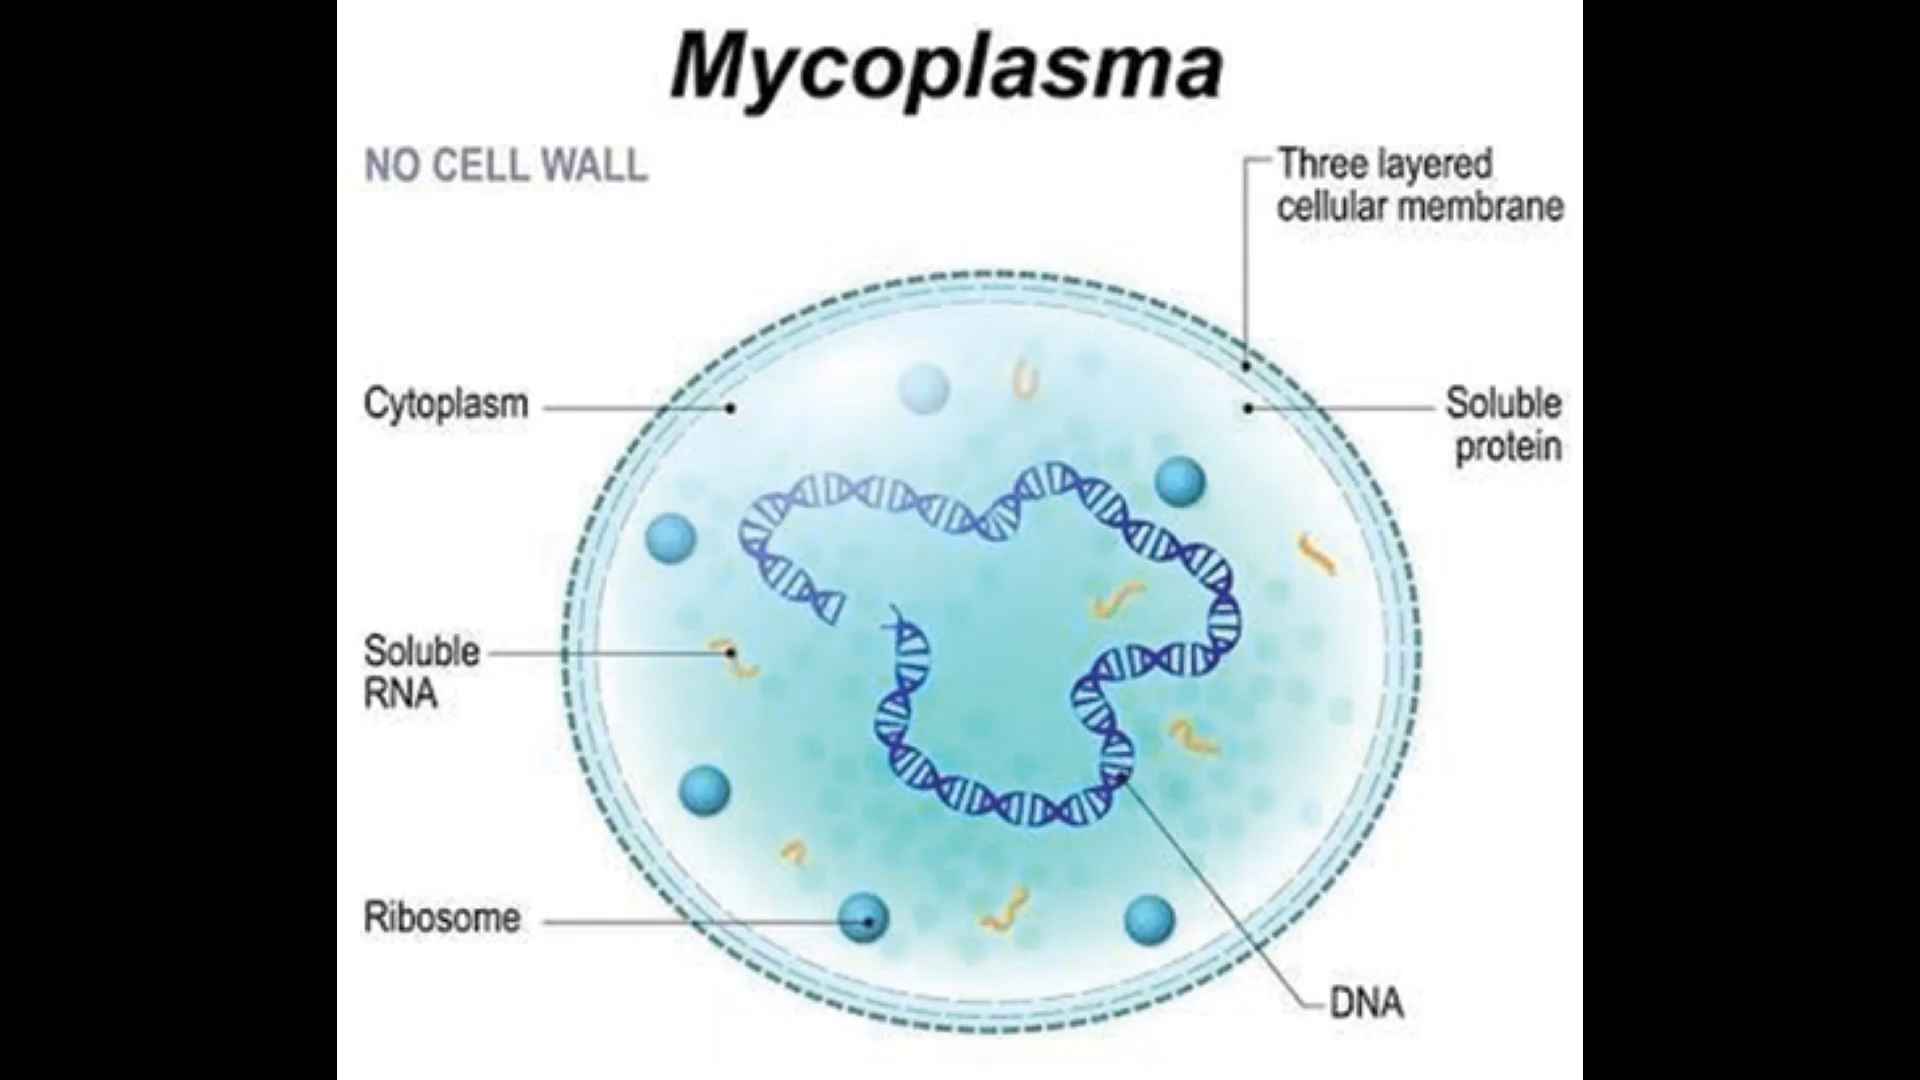 Mycoplasma
NO CELL WALL
Three layered
cellular membrane
Cytoplasm
Soluble
protein
Soluble
RNA
Ribosome
DNA